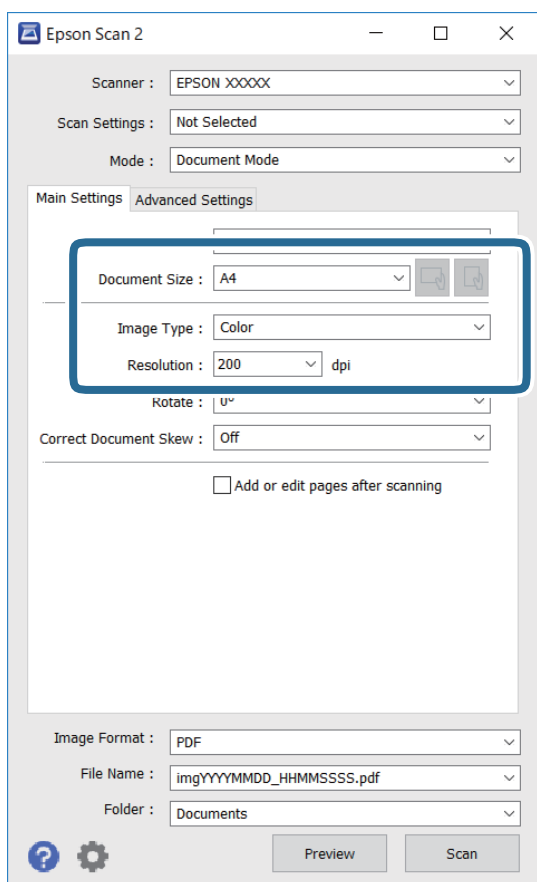 Epson Scan 2
Scanner : EPSON XXXXX
Scan Settings : Not Selected
Mode : Document Mode
Main Settings Advanced Settings
Document Size : A4
Image Type : Color
Resolution : 200 dpi
Rotate : 0°
Correct Document Skew : Off
Add or edit pages after scanning
Image Format : PDF
File Name : imgYYYYMMDD_HHMMSSSS.pdf
Folder : Documents
? Preview Scan